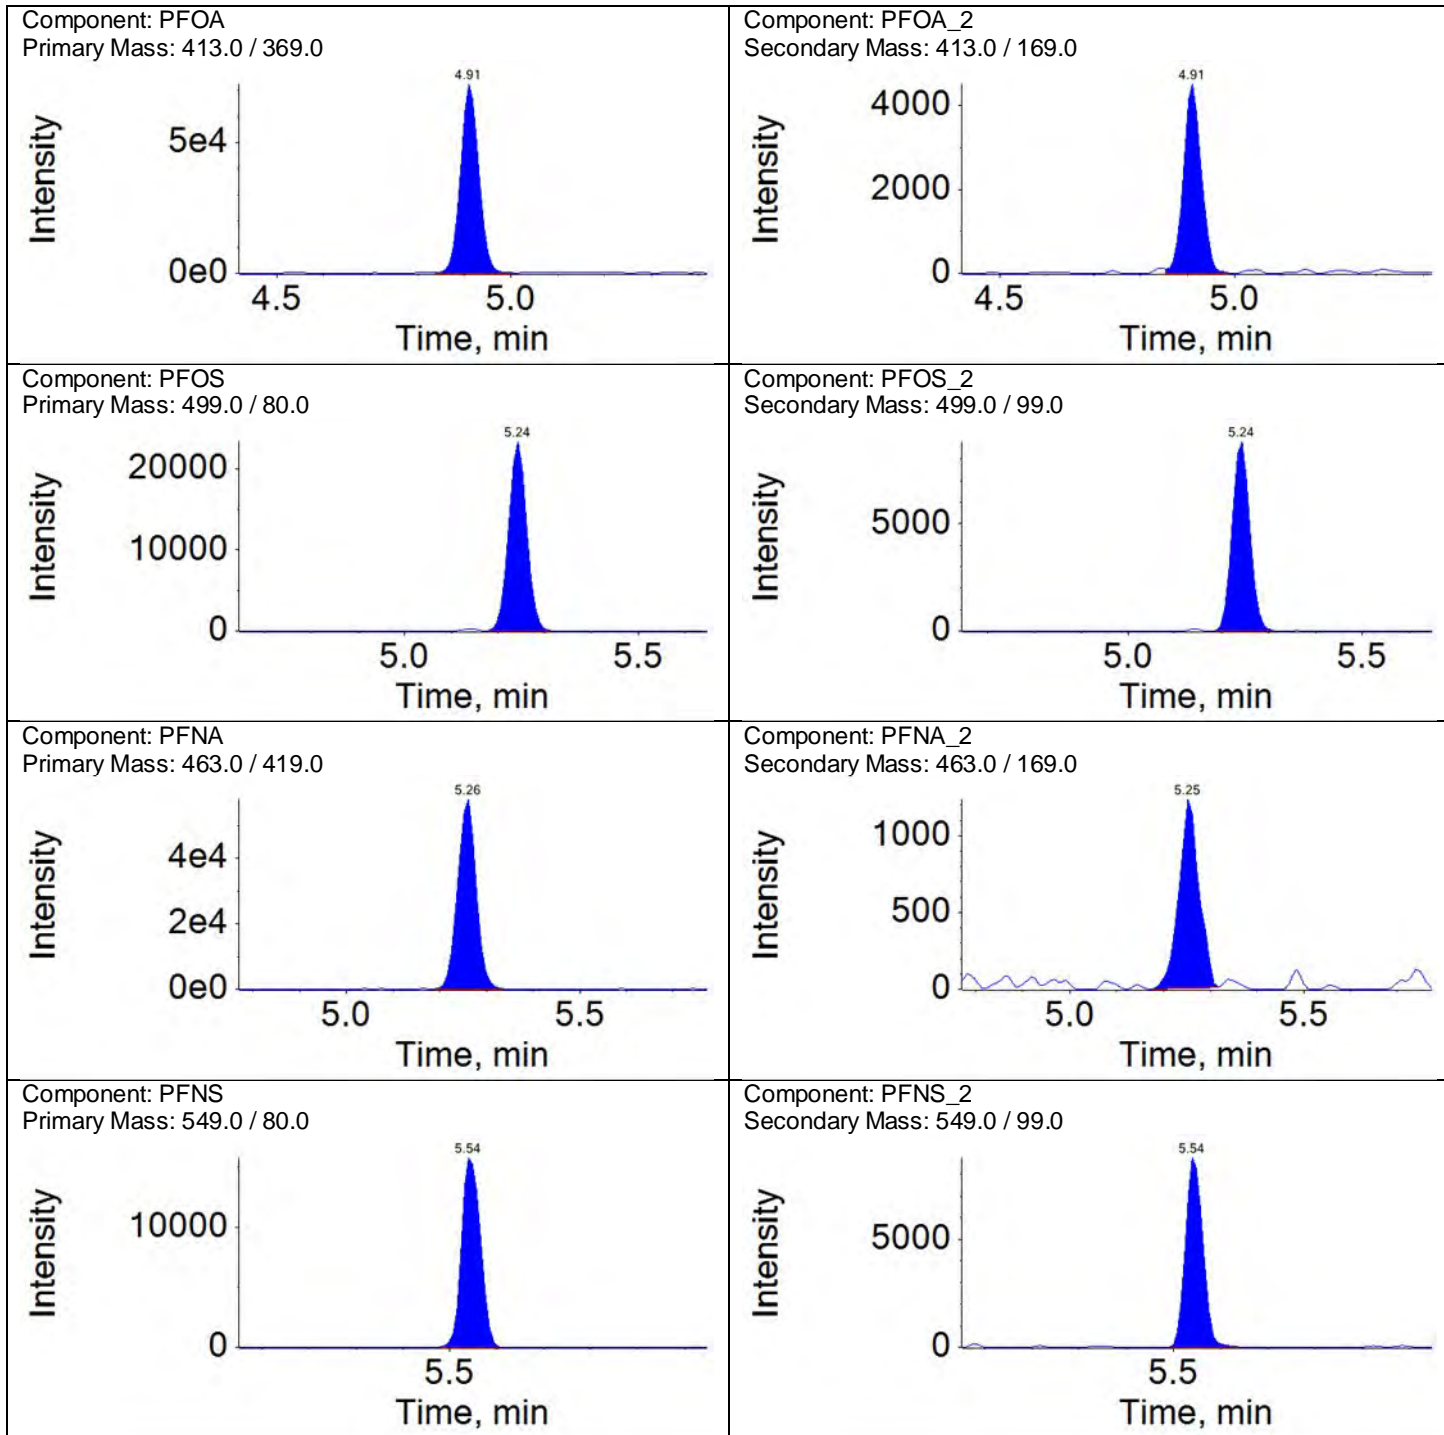 Component: PFOA
Primary Mass: 413.0 / 369.0
4.91
Intensity
5e4
0e0
4.5 5.0
Time, min
Component: PFOA_2
Secondary Mass: 413.0 / 169.0
4.91
Intensity
4000
2000
0
4.5 5.0
Time, min
Component: PFOS
Primary Mass: 499.0 / 80.0
5.24
Intensity
20000
10000
0
5.0 5.5
Time, min
Component: PFOS_2
Secondary Mass: 499.0 / 99.0
5.24
Intensity
5000
0
5.0 5.5
Time, min
Component: PFNA
Primary Mass: 463.0 / 419.0
5.26
Intensity
4e4
2e4
0e0
5.0 5.5
Time, min
Component: PFNA_2
Secondary Mass: 463.0 / 169.0
5.25
Intensity
1000
500
0
5.0 5.5
Time, min
Component: PFNS
Primary Mass: 549.0 / 80.0
5.54
Intensity
10000
0
5.5
Time, min
Component: PFNS_2
Secondary Mass: 549.0 / 99.0
5.54
Intensity
5000
0
5.5
Time, min